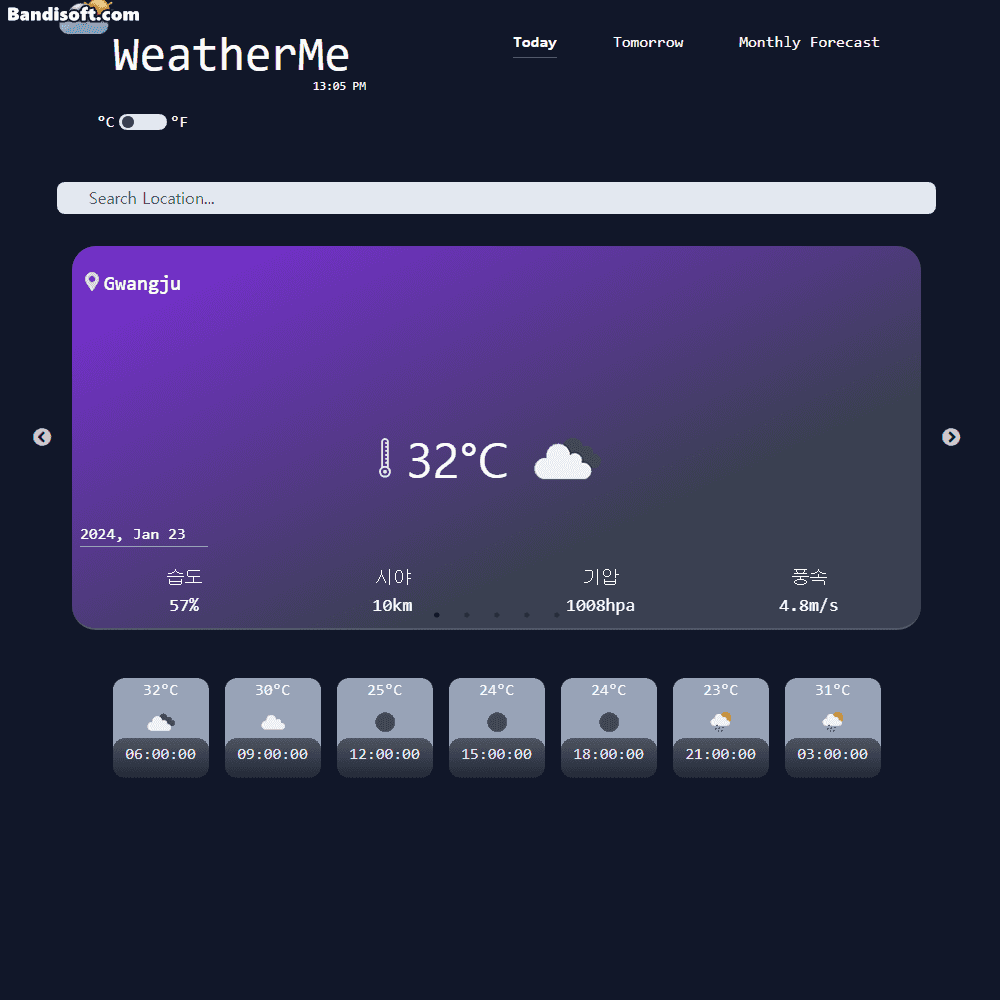 Bandisoft.com
WeatherMe
13:05 PM
Today Tomorrow Monthly Forecast
°C °F
Search Location...
Gwangju
32°C
2024, Jan 23
습도 시야 기압 풍속
57% 10km 1008hpa 4.8m/s
32°C 30°C 25°C 24°C 24°C 23°C 31°C
06:00:00 09:00:00 12:00:00 15:00:00 18:00:00 21:00:00 03:00:00